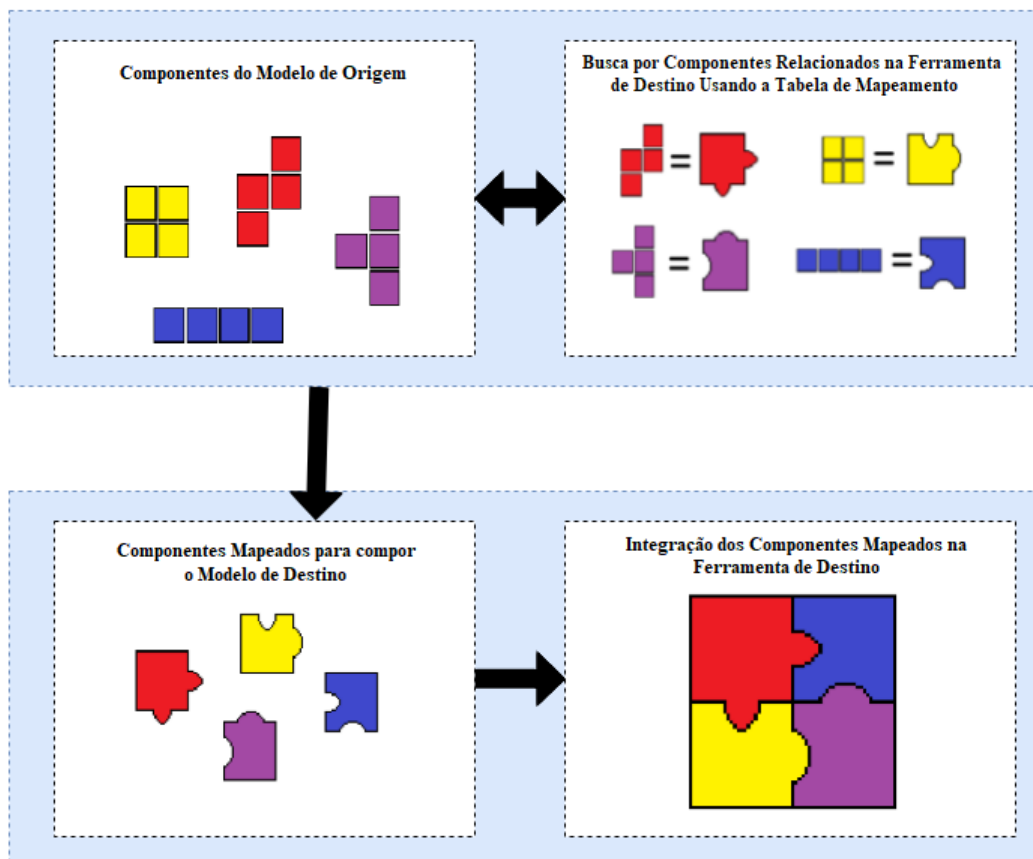 Componentes do Modelo de Origem
Busca por Componentes Relacionados na Ferramenta
de Destino Usando a Tabela de Mapeamento
=
=
=
=
Componentes Mapeados para compor
o Modelo de Destino
Integração dos Componentes Mapeados na
Ferramenta de Destino